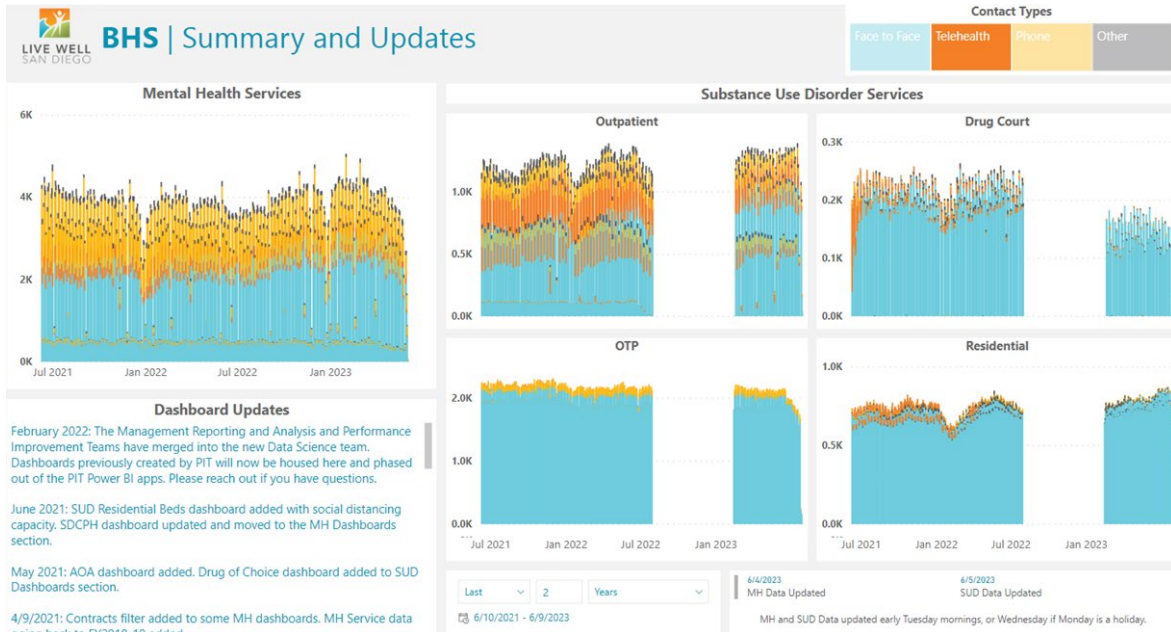 LIVE WELL
SAN DIEGO
BHS | Summary and Updates
Contact Types
Face to Face
Telehealth
Phone
Other
Mental Health Services
6K
4K
2K
0K
Jul 2021
Jan 2022
Jul 2022
Jan 2023
Substance Use Disorder Services
Outpatient
1.0K
0.5K
0.0K
Drug Court
0.3K
0.2K
0.1K
0.0K
OTP
2.0K
1.0K
0.0K
Jul 2021
Jan 2022
Jul 2022
Jan 2023
Residential
1.0K
0.5K
0.0K
Jul 2021
Jan 2022
Jul 2022
Jan 2023
Dashboard Updates
February 2022: The Management Reporting and Analysis and Performance
Improvement Teams have merged into the new Data Science team.
Dashboards previously created by PIT will now be housed here and phased
out of the PIT Power BI apps. Please reach out if you have questions.
June 2021: SUD Residential Beds dashboard added with social distancing
capacity. SDCPH dashboard updated and moved to the MH Dashboards
section.
May 2021: AOA dashboard added. Drug of Choice dashboard added to SUD
Dashboards section.
4/9/2021: Contracts filter added to some MH dashboards. MH Service data
Last
2
Years
6/10/2021 - 6/9/2023
6/4/2023
MH Data Updated
6/5/2023
SUD Data Updated
MH and SUD Data updated early Tuesday mornings, or Wednesday if Monday is a holiday.